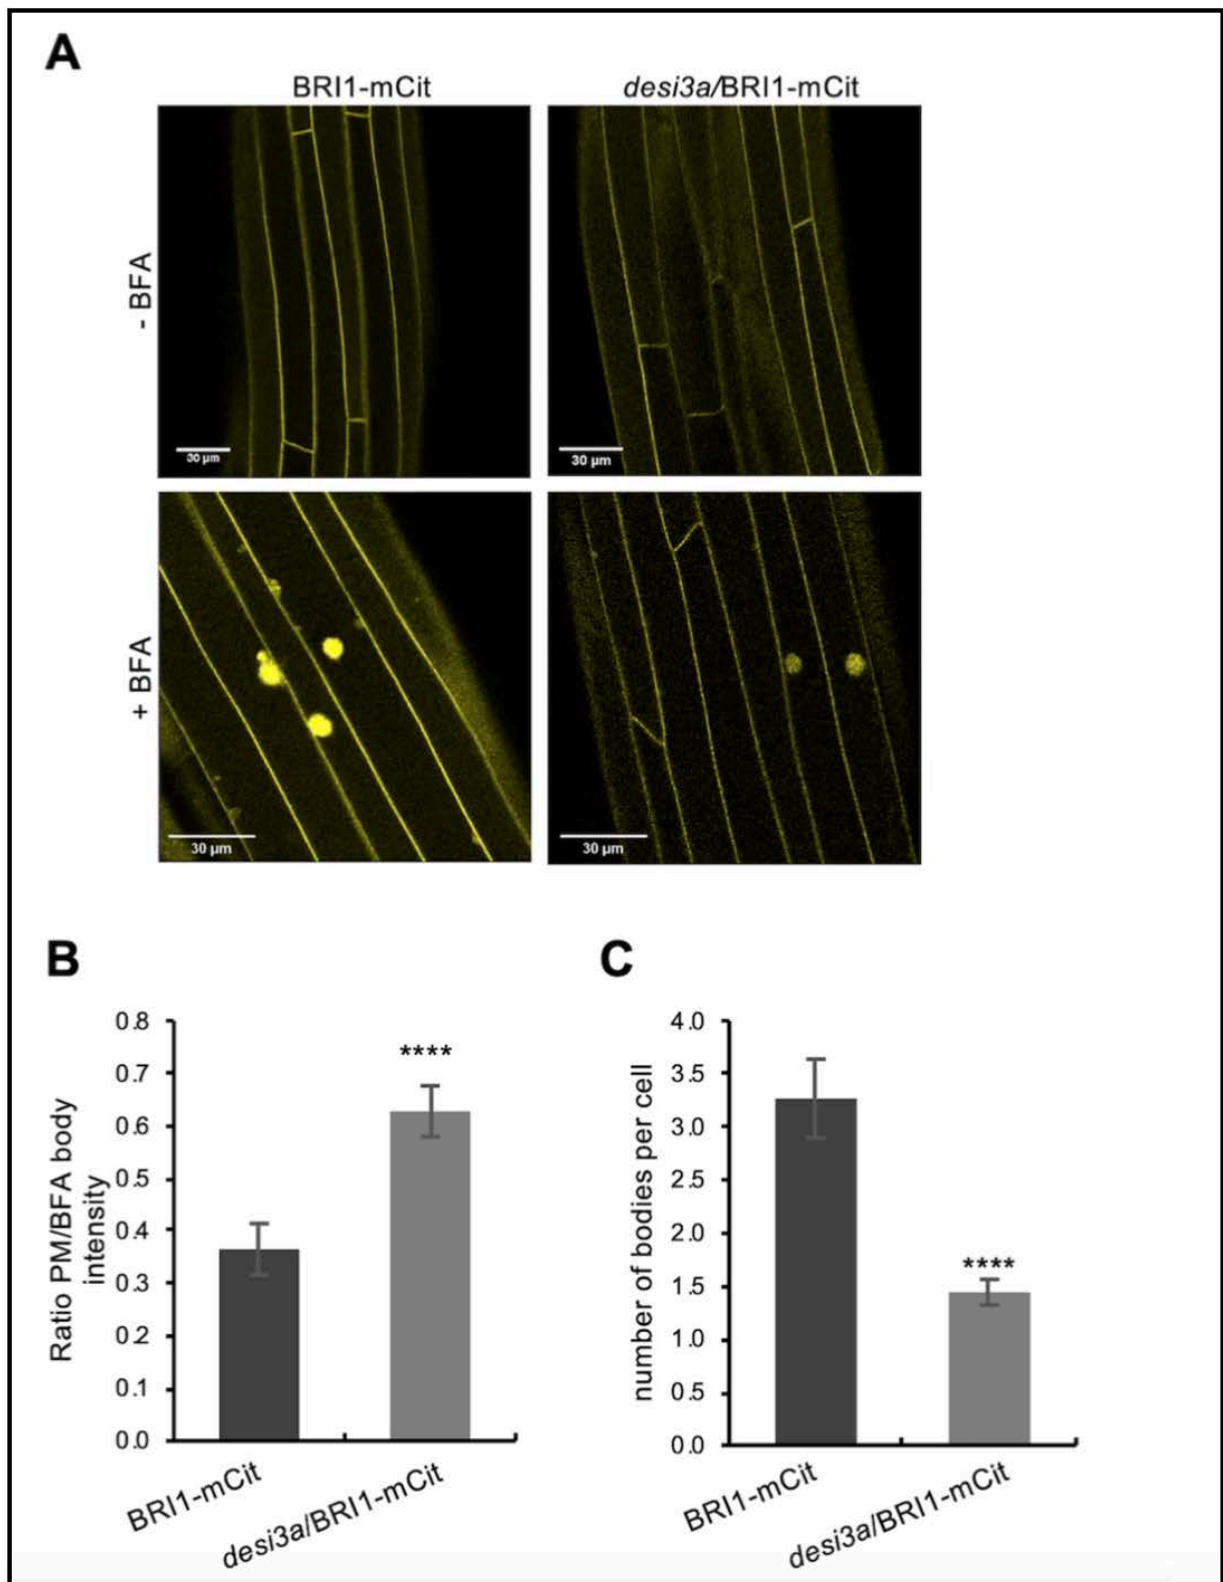 A
BRI1-mCit
desi3a/BRI1-mCit
- BFA
30 µm
30 µm
+ BFA
30 µm
30 µm
B
C
Ratio PM/BFA body
intensity
0.8
0.7
0.6
0.5
0.4
0.3
0.2
0.1
0.0
****
BRI1-mCit
desi3a/BRI1-mCit
number of bodies per cell
4.0
3.5
3.0
2.5
2.0
1.5
1.0
0.5
0.0
****
BRI1-mCit
desi3a/BRI1-mCit